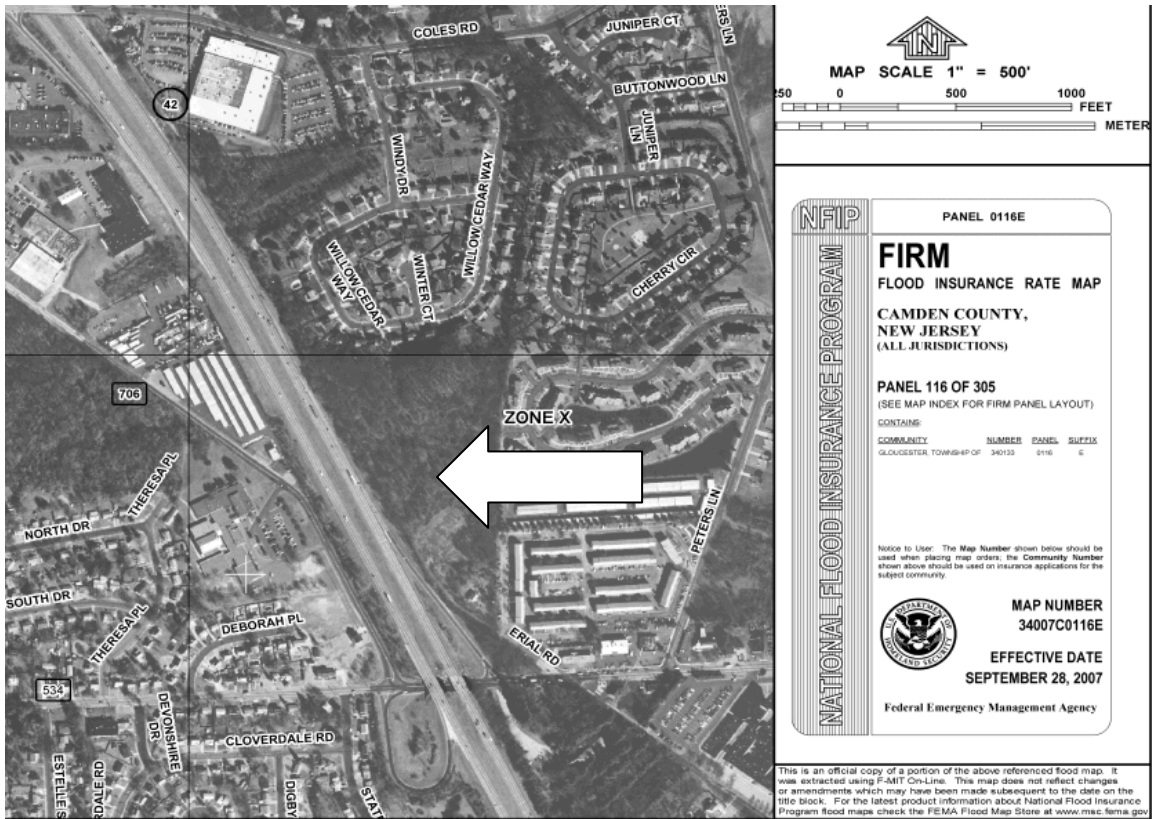 COLES RD
JUNIPER CT
ERS LN
BUTTONWOOD LN
42
JUNIPER
LN
WINDY DR
WILLOW CEDAR WAY
WILLOW CEDAR
WAY
WINTER CT
CHERRY CIR
706
ZONE X
THERESA PL
NORTH DR
PETERS LN
SOUTH DR
THERESA PL
DEBORAH PL
ERIAL RD
534
DEVONSHIRE
DR
CLOVERDALE RD
ESTELLE S
RDALE RD
DIGBY
STAT
N
MAP SCALE 1" = 500'
250 0 500 1000
FEET
METER
NFIP
NATIONAL FLOOD INSURANCE PROGRAM
PANEL 0116E
FIRM
FLOOD INSURANCE RATE MAP
CAMDEN COUNTY,
NEW JERSEY
(ALL JURISDICTIONS)
PANEL 116 OF 305
(SEE MAP INDEX FOR FIRM PANEL LAYOUT)
CONTAINS:
COMMUNITY NUMBER PANEL SUFFIX
GLOUCESTER, TOWNSHIP OF 340133 0116 E
Notice to User: The Map Number shown below should be
used when placing map orders; the Community Number
shown above should be used on insurance applications for the
subject community.
U.S. DEPARTMENT OF
HOMELAND SECURITY
MAP NUMBER
34007C0116E
EFFECTIVE DATE
SEPTEMBER 28, 2007
Federal Emergency Management Agency
This is an official copy of a portion of the above referenced flood map. It
was extracted using F-MIT On-Line. This map does not reflect changes
or amendments which may have been made subsequent to the date on the
title block. For the latest product information about National Flood Insurance
Program flood maps check the FEMA Flood Map Store at www.msc.fema.gov